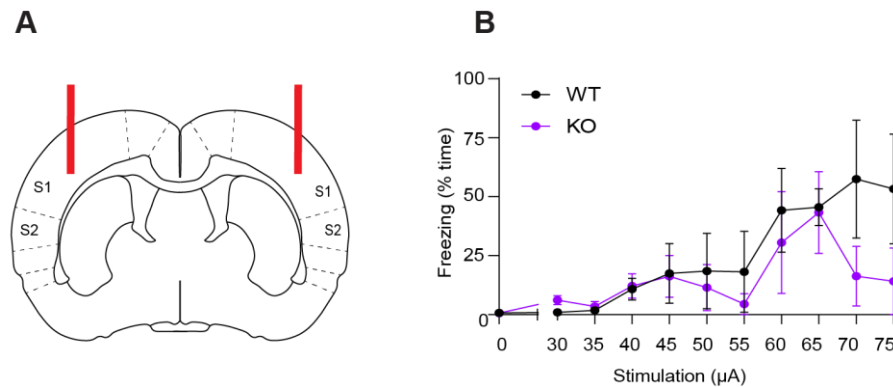 A
S1
S1
S2
S2
B
100
WT
KO
75
50
25
0
Freezing (% time)
0 30 35 40 45 50 55 60 65 70 75
Stimulation (µA)